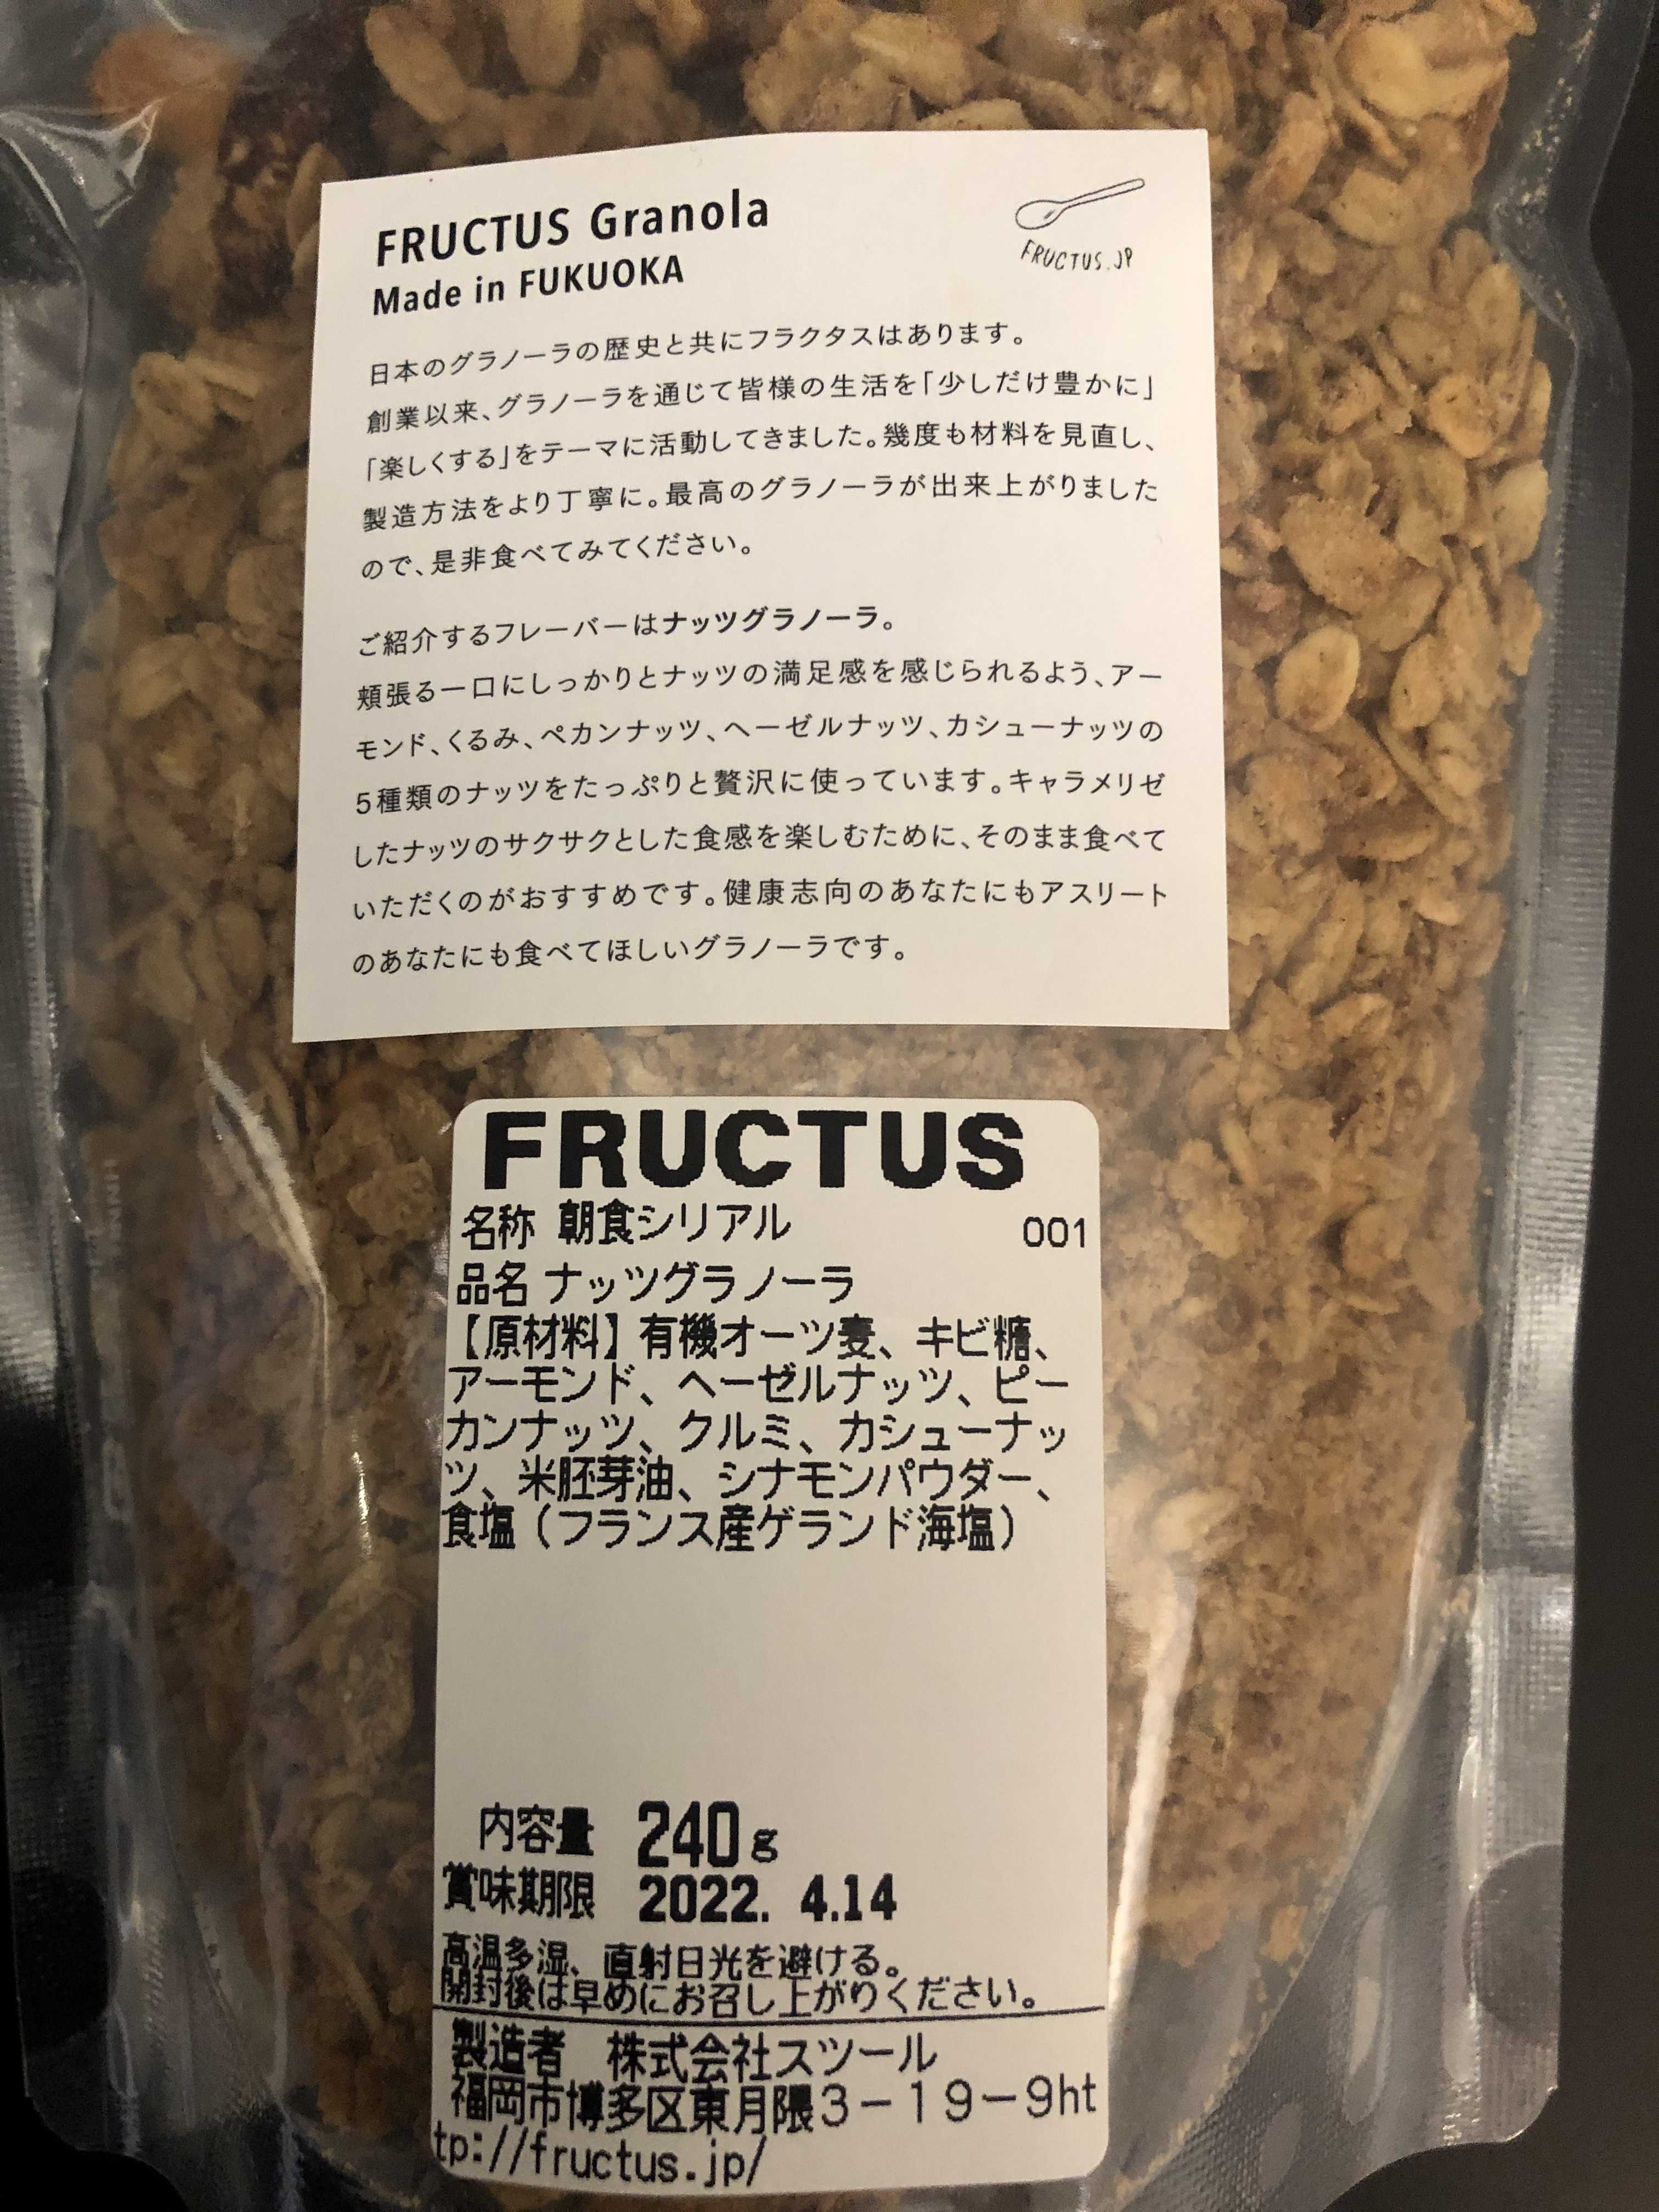 FRUCTUS Granola
Made in FUKUOKA
FRUCTUS.JP
日本のグラノーラの歴史と共にフラクタスはあります。
創業以来、グラノーラを通じて皆様の生活を「少しだけ豊かに」
「楽しくする」をテーマに活動してきました。幾度も材料を見直し、
製造方法をより丁寧に。最高のグラノーラが出来上がりました
ので、是非食べてみてください。
ご紹介するフレーバーはナッツグラノーラ。
頬張る一口にしっかりとナッツの満足感を感じられるよう、アー
モンド、くるみ、ペカンナッツ、ヘーゼルナッツ、カシューナッツの
5種類のナッツをたっぷりと贅沢に使っています。キャラメリゼ
したナッツのサクサクとした食感を楽しむために、そのまま食べて
いただくのがおすすめです。健康志向のあなたにもアスリート
のあなたにも食べてほしいグラノーラです。
FRUCTUS
名称 朝食シリアル 001
品名 ナッツグラノーラ
【原材料】有機オーツ麦、キビ糖、
アーモンド、ヘーゼルナッツ、ピー
カンナッツ、クルミ、カシューナッ
ツ、米胚芽油、シナモンパウダー、
食塩（フランス産ゲランド海塩）
内容量 240g
賞味期限 2022. 4.14
高温多湿、直射日光を避ける。
開封後は早めにお召し上がりください。
製造者 株式会社スツール
福岡市博多区東月隈3－19－9ht
tp://fructus.jp/